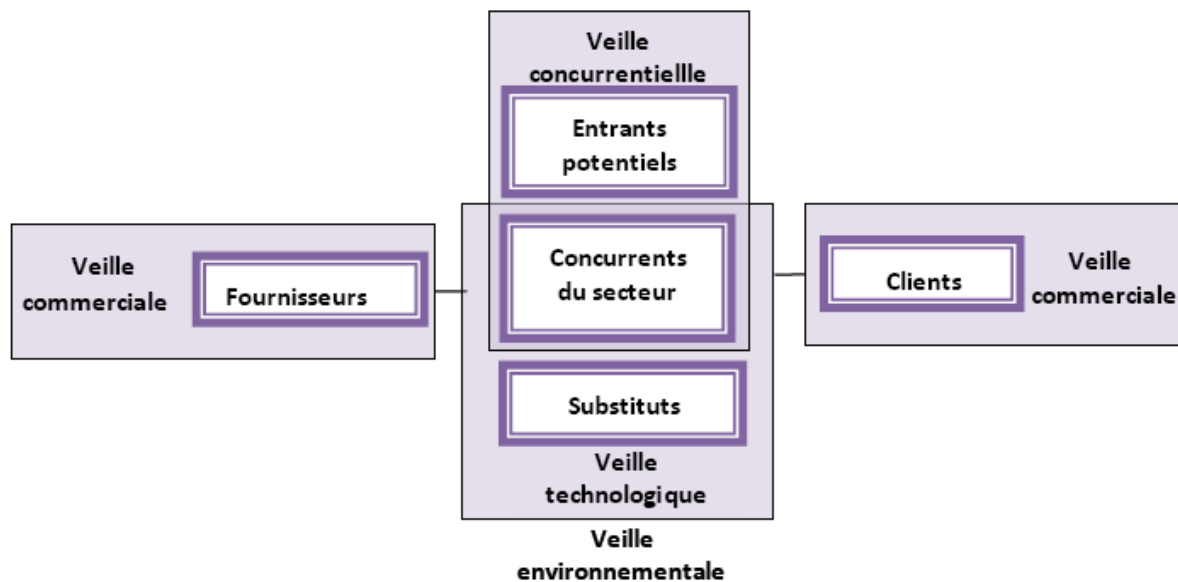 Veille
concurrentiellle
Entrants
potentiels
Veille
commerciale
Fournisseurs
Concurrents
du secteur
Clients
Veille
commerciale
Substituts
Veille
technologique
Veille
environnementale